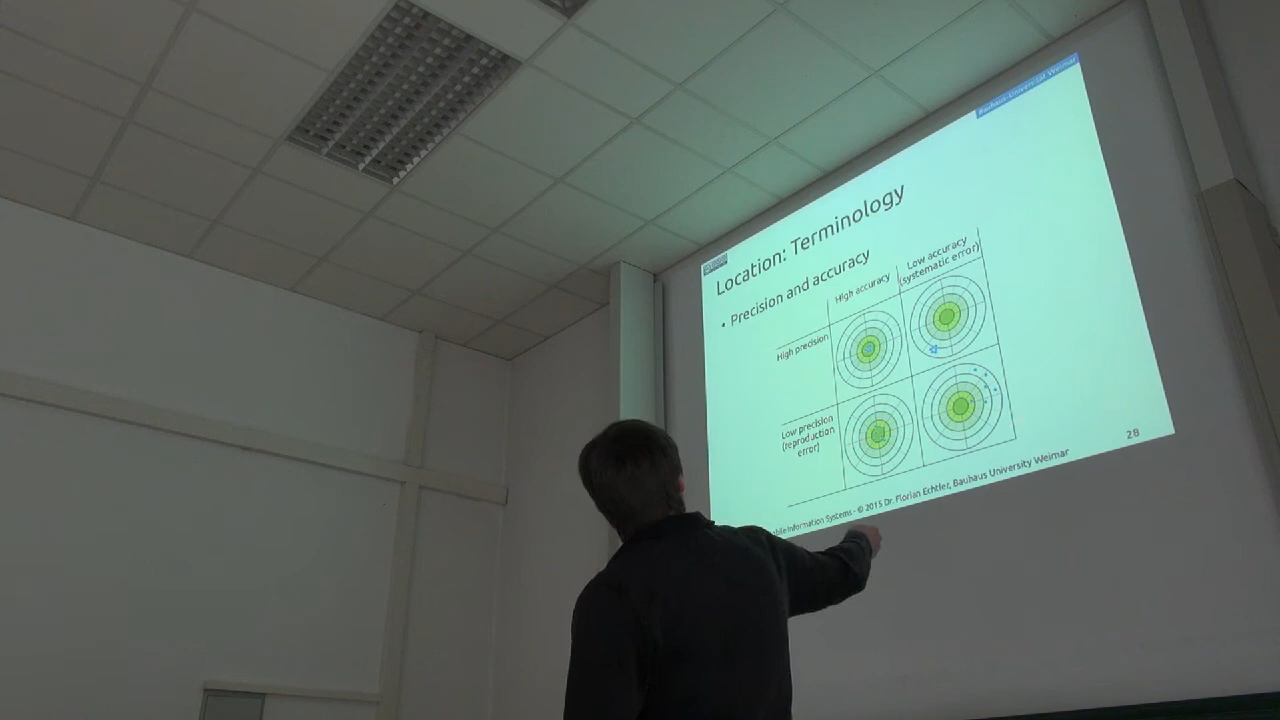 Bauhaus-Universität Weimar
Location: Terminology
• Precision and accuracy
High accuracy
Low accuracy
(systematic error)
High precision
Low precision
(reproduction
error)
28
Information Systems - © 2015 Dr. Florian Echtler, Bauhaus University Weimar